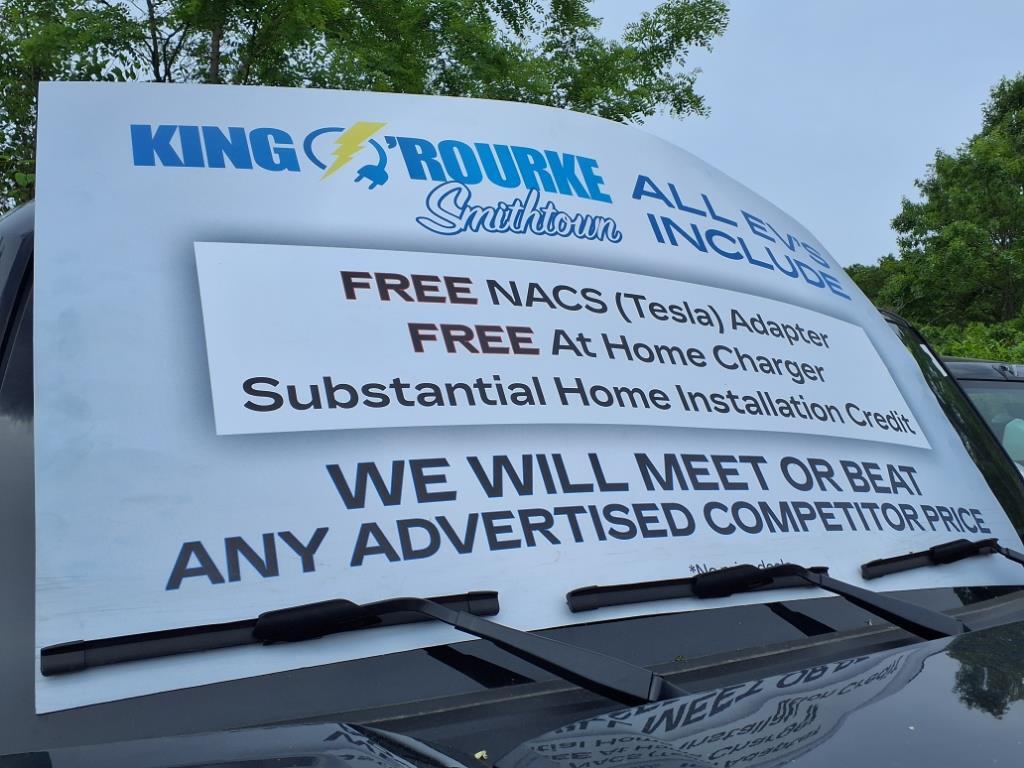 KING O'ROURKE
Smithtown
ALL EV'S
INCLUDE
FREE NACS (Tesla) Adapter
FREE At Home Charger
Substantial Home Installation Credit
WE WILL MEET OR BEAT
ANY ADVERTISED COMPETITOR PRICE
*No